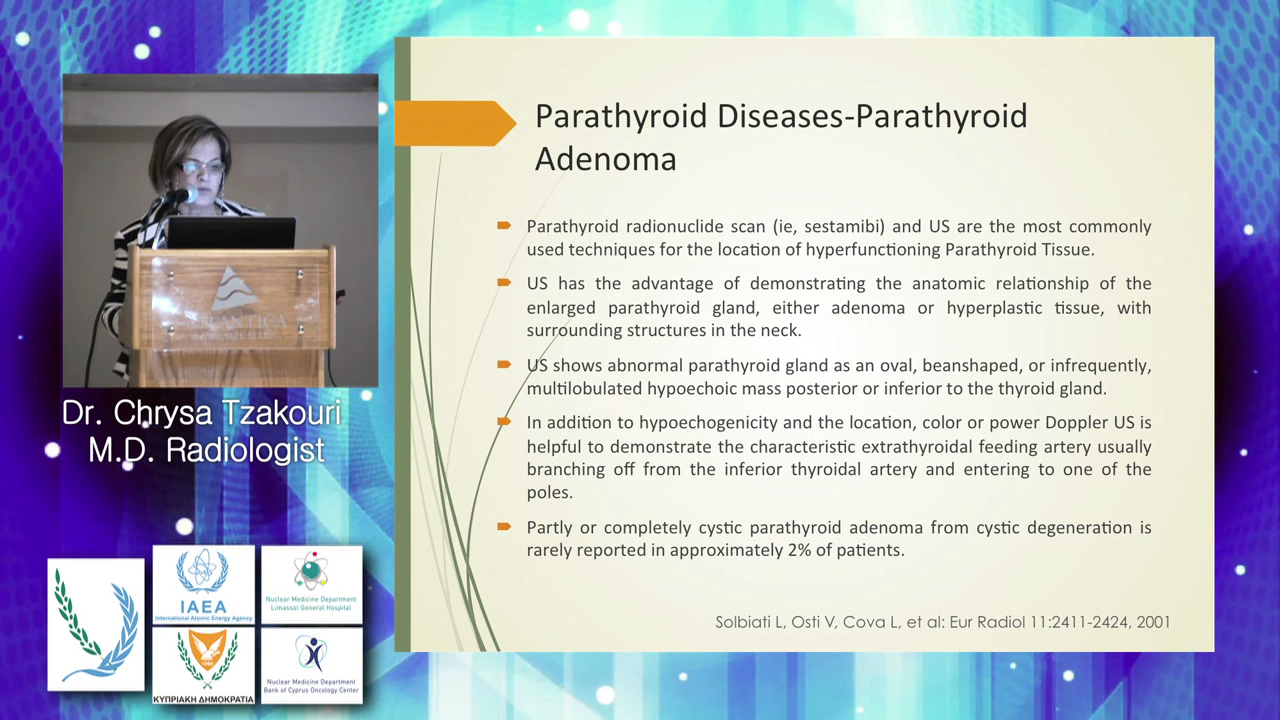 Parathyroid Diseases-Parathyroid
Adenoma
Parathyroid radionuclide scan (ie, sestamibi) and US are the most commonly
used techniques for the location of hyperfunctioning Parathyroid Tissue.
US has the advantage of demonstrating the anatomic relationship of the
enlarged parathyroid gland, either adenoma or hyperplastic tissue, with
surrounding structures in the neck.
US shows abnormal parathyroid gland as an oval, beanshaped, or infrequently,
multilobulated hypoechoic mass posterior or inferior to the thyroid gland.
In addition to hypoechogenicity and the location, color or power Doppler US is
helpful to demonstrate the characteristic extrathyroidal feeding artery usually
branching off from the inferior thyroidal artery and entering to one of the
poles.
Partly or completely cystic parathyroid adenoma from cystic degeneration is
rarely reported in approximately 2% of patients.
Solbiati L, Osti V, Cova L, et al: Eur Radiol 11:2411-2424, 2001
Dr. Chrysa Tzakouri
M.D. Radiologist
IAEA
International Atomic Energy Agency
Nuclear Medicine Department
Limassol General Hospital
ΚΥΠΡΙΑΚΗ ΔΗΜΟΚΡΑΤΙΑ
Nuclear Medicine Department
Bank of Cyprus Oncology Center